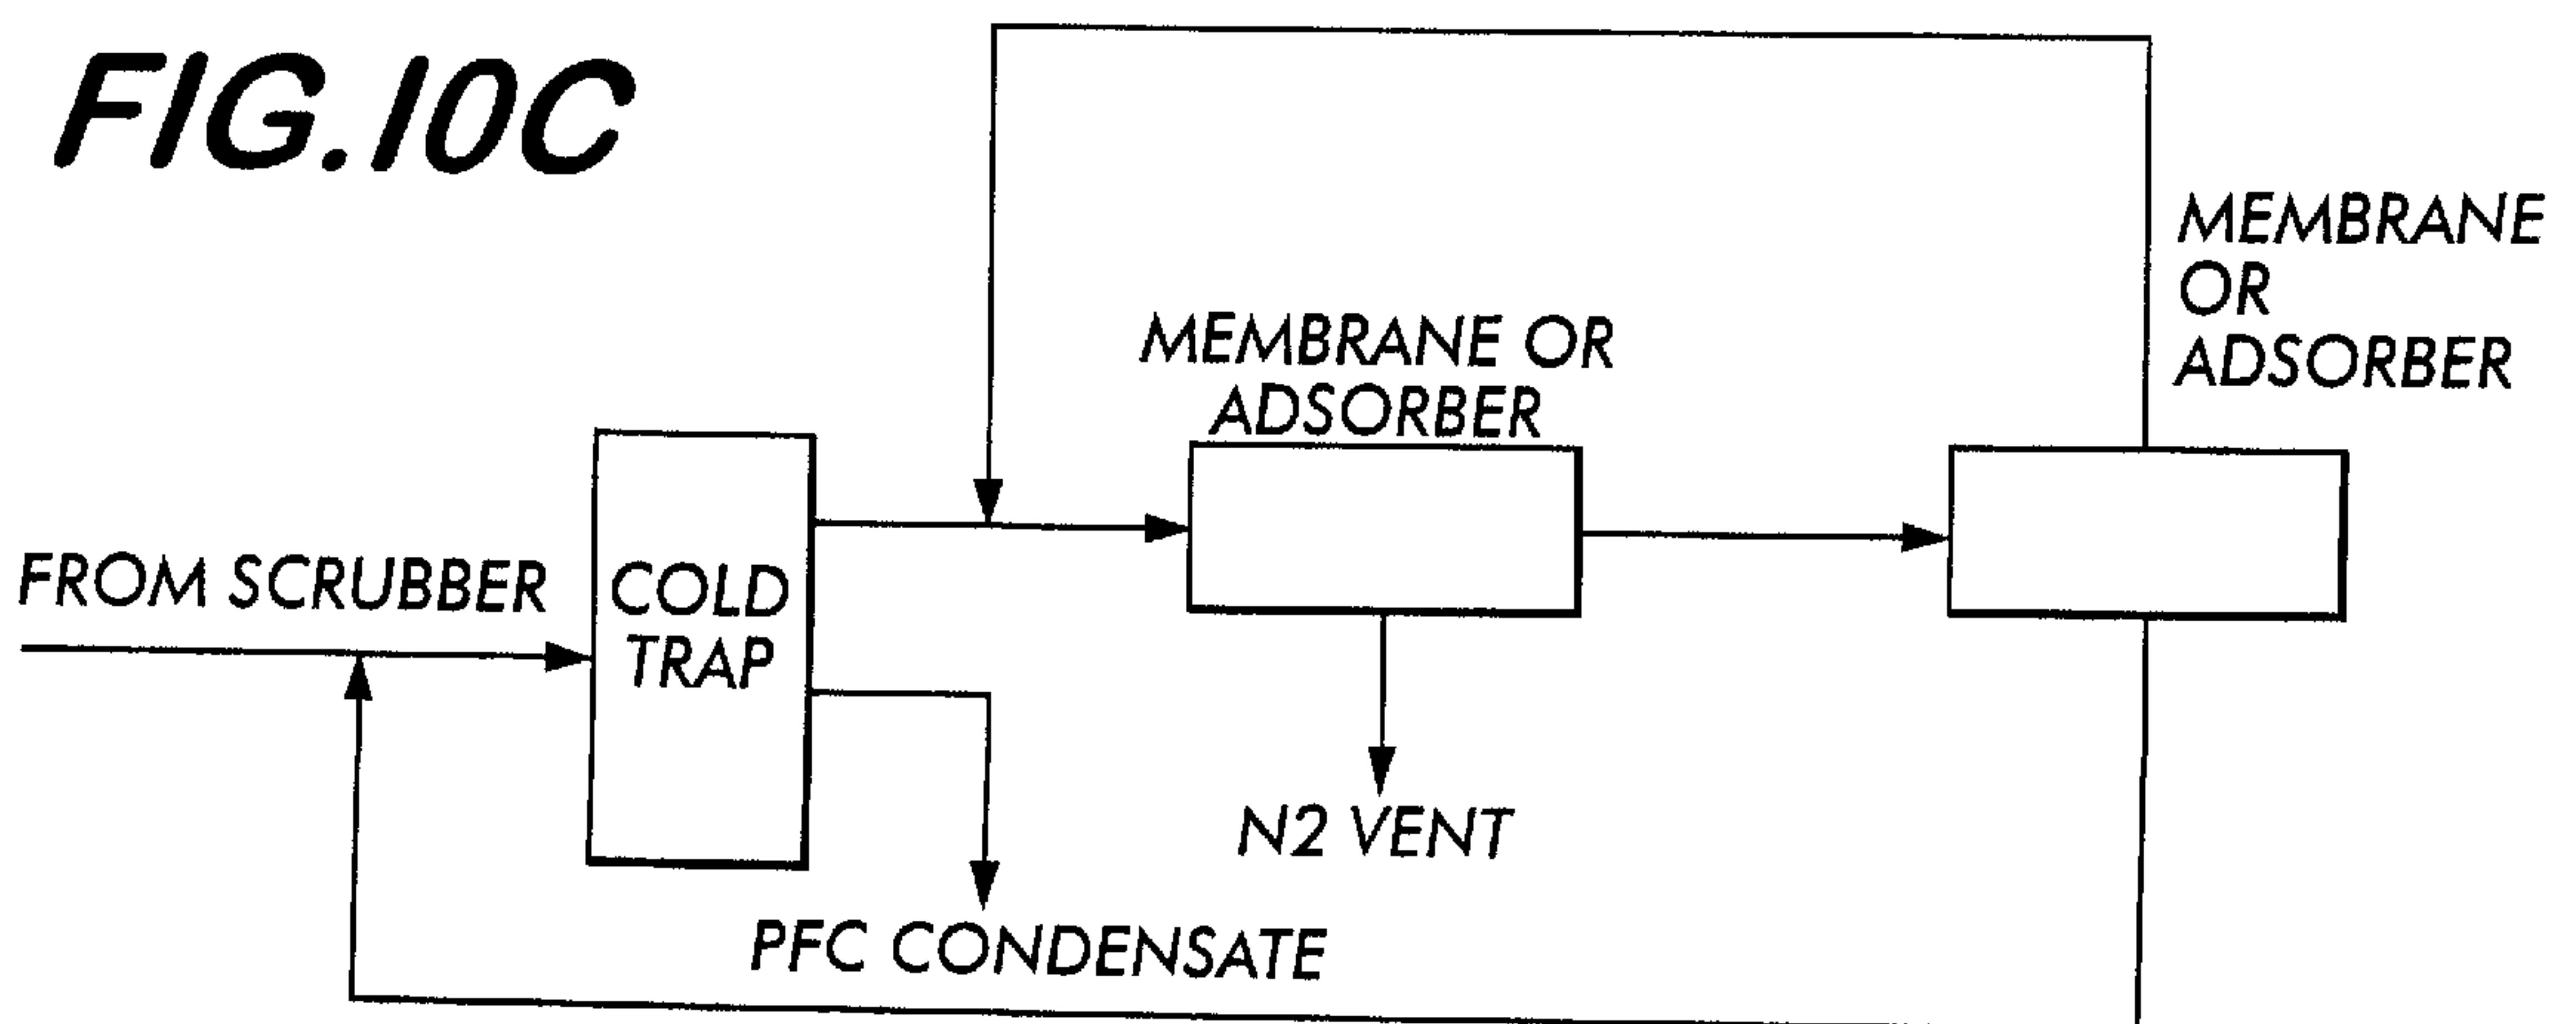 FIG.10C
MEMBRANE
OR
ADSORBER
MEMBRANE OR
ADSORBER
FROM SCRUBBER
COLD
TRAP
N2 VENT
PFC CONDENSATE